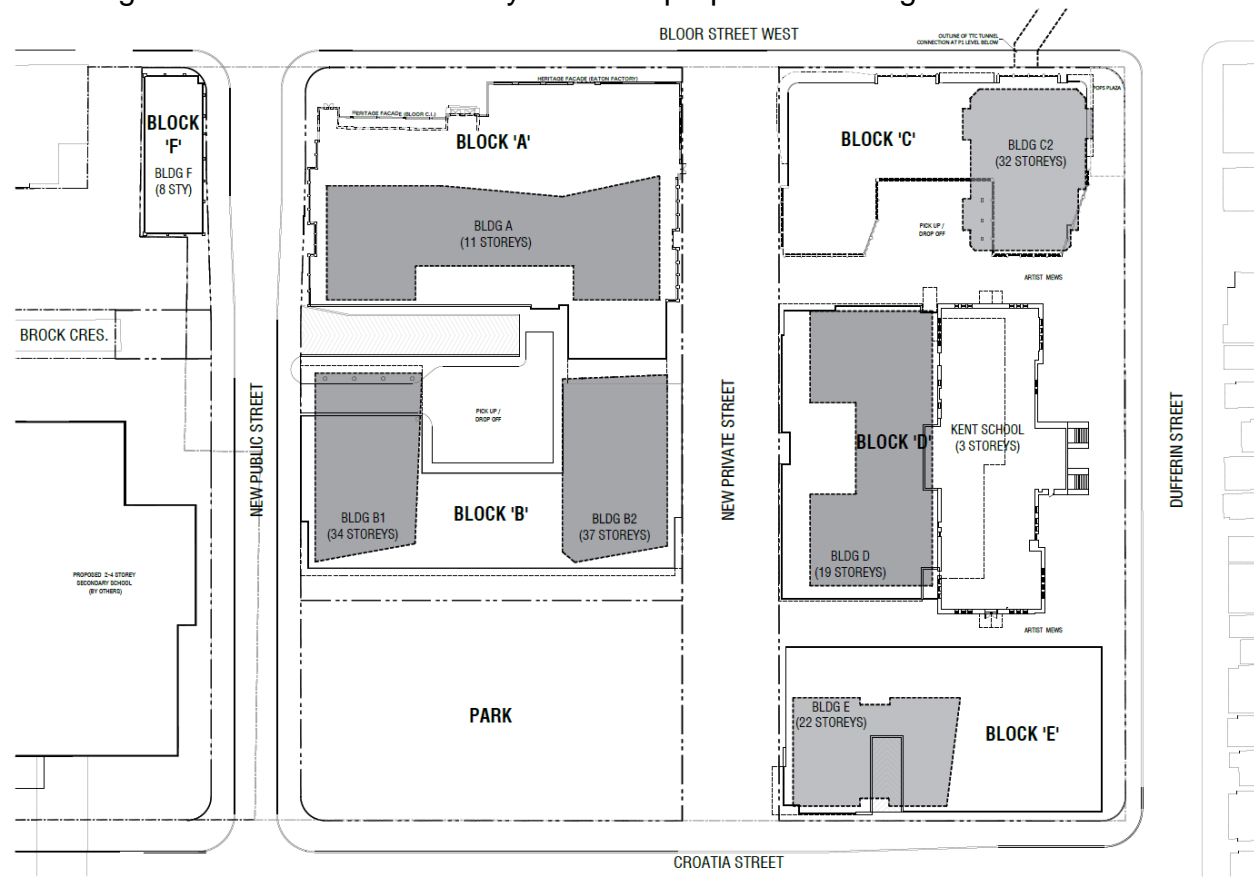 BLOOR STREET WEST
OUTLINE OF TTC TUNNEL
CONNECTION AT P1 LEVEL BELOW
HERITAGE FACADE (EATON FACTORY)
HERITAGE FACADE (BLOOR C.I.)
POPS PLAZA
BLOCK
'F'
BLDG F
(8 STY)
BLOCK 'A'
BLDG A
(11 STOREYS)
BLOCK 'C'
BLDG C2
(32 STOREYS)
PICK UP /
DROP OFF
ARTIST MEWS
BROCK CRES.
NEW PUBLIC STREET
PICK UP /
DROP OFF
BLDG B1
(34 STOREYS)
BLOCK 'B'
BLDG B2
(37 STOREYS)
NEW PRIVATE STREET
BLOCK 'D'
KENT SCHOOL
(3 STOREYS)
BLDG D
(19 STOREYS)
DUFFERIN STREET
PROPOSED 2-4 STOREY
SECONDARY SCHOOL
(BY OTHERS)
ARTIST MEWS
PARK
BLDG E
(22 STOREYS)
BLOCK 'E'
CROATIA STREET